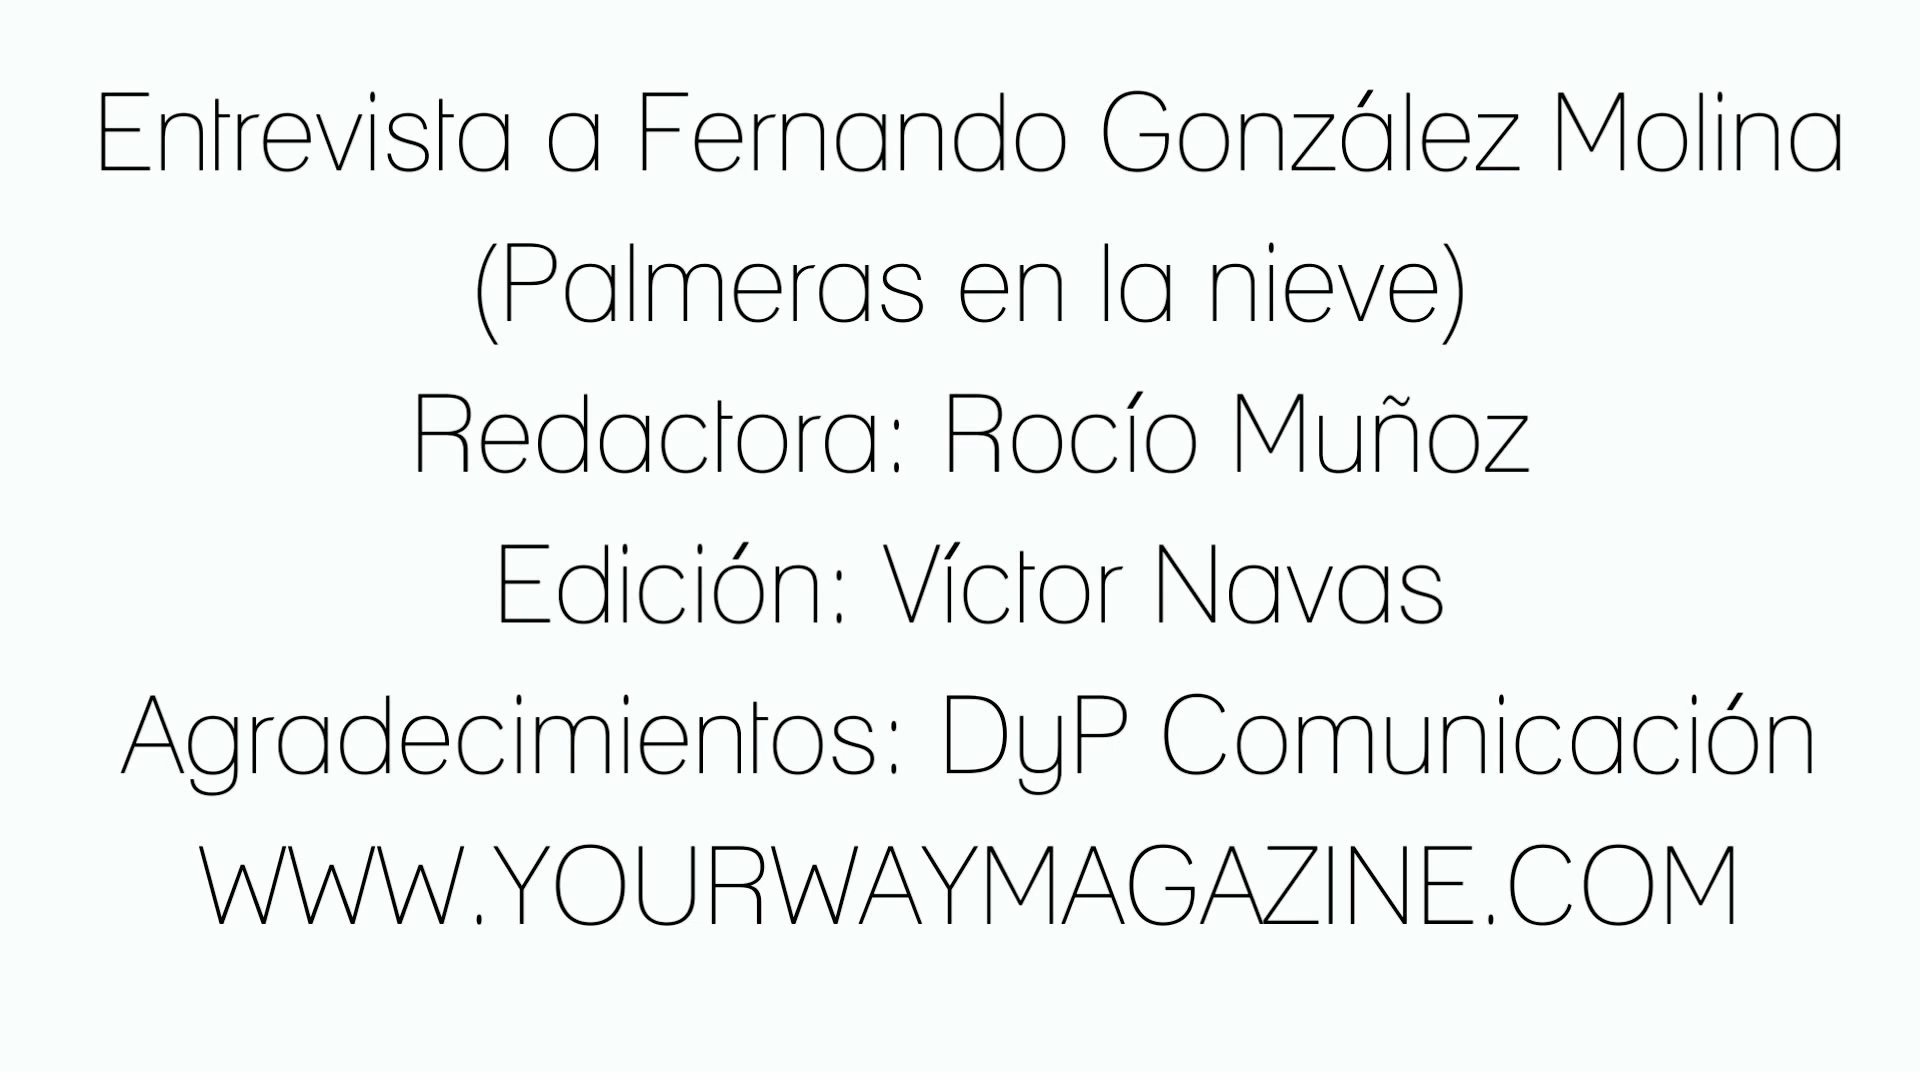 Entrevista a Fernando González Molina
(Palmeras en la nieve)
Redactora: Rocío Muñoz
Edición: Víctor Navas
Agradecimientos: DyP Comunicación
WWW.YOURWAYMAGAZINE.COM